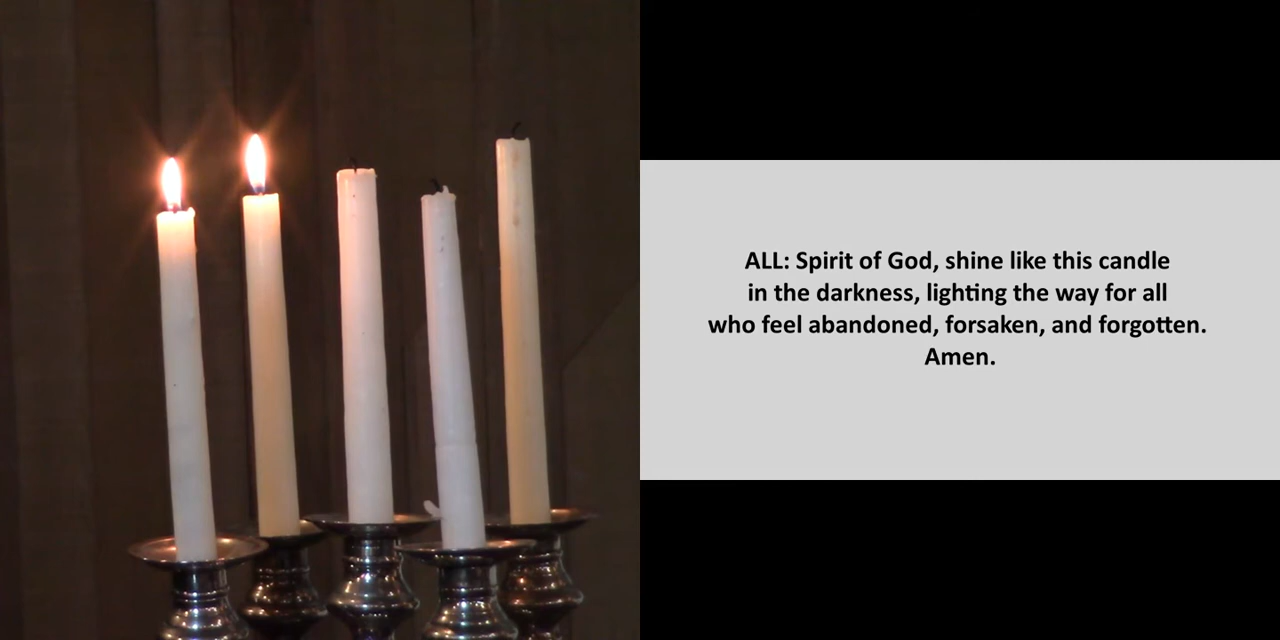 ALL: Spirit of God, shine like this candle
in the darkness, lighting the way for all
who feel abandoned, forsaken, and forgotten.
Amen.